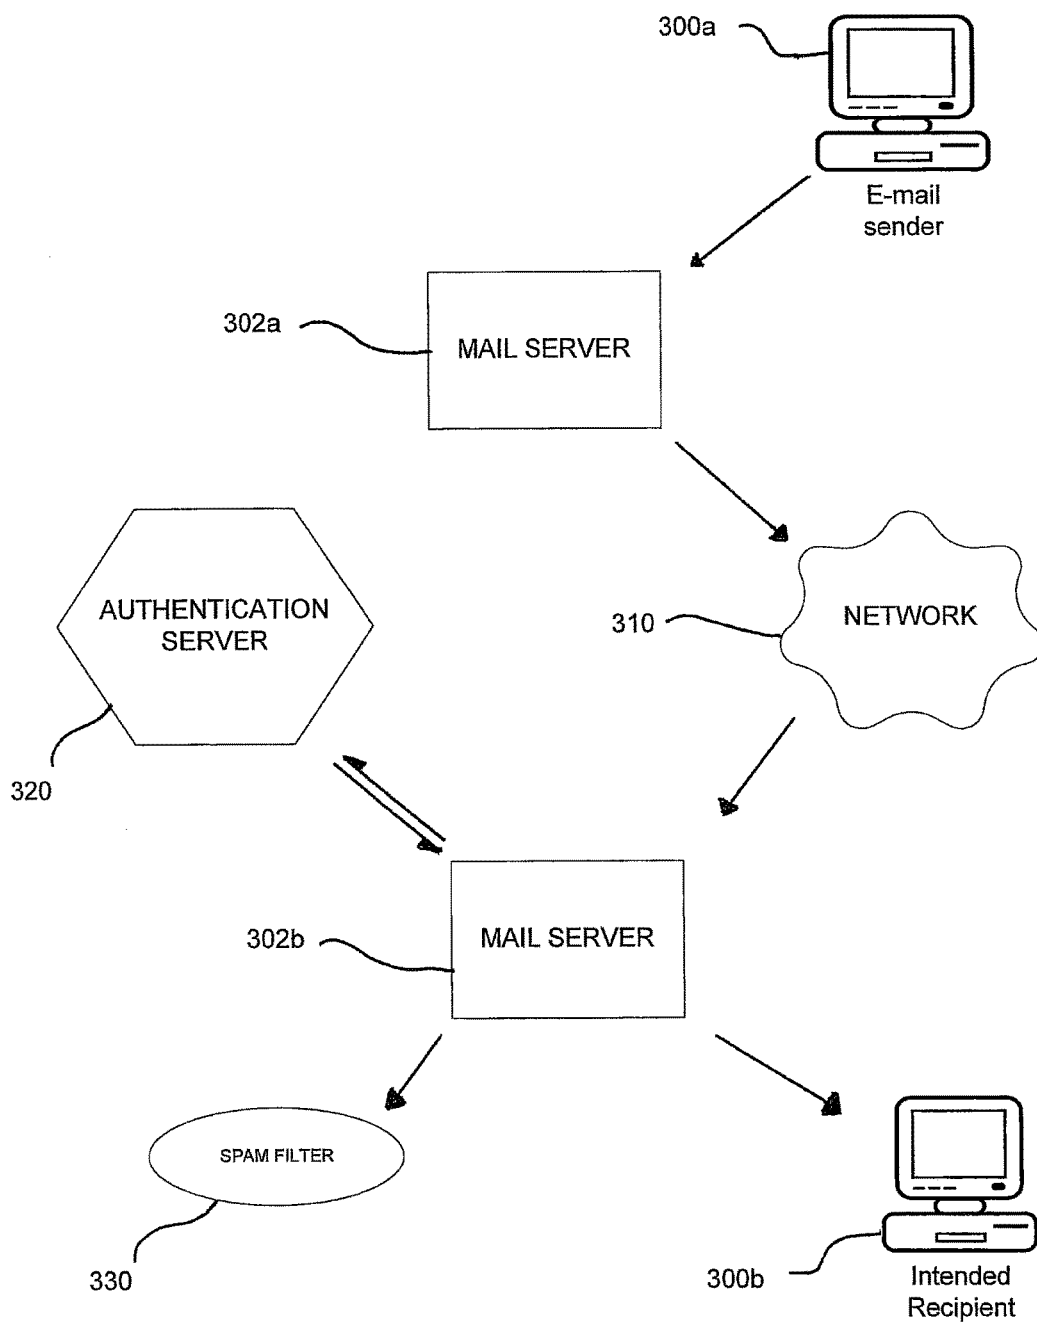 300a
E-mail
sender
302a
MAIL SERVER
AUTHENTICATION
SERVER
310
NETWORK
320
302b
MAIL SERVER
SPAM FILTER
330
300b
Intended
Recipient